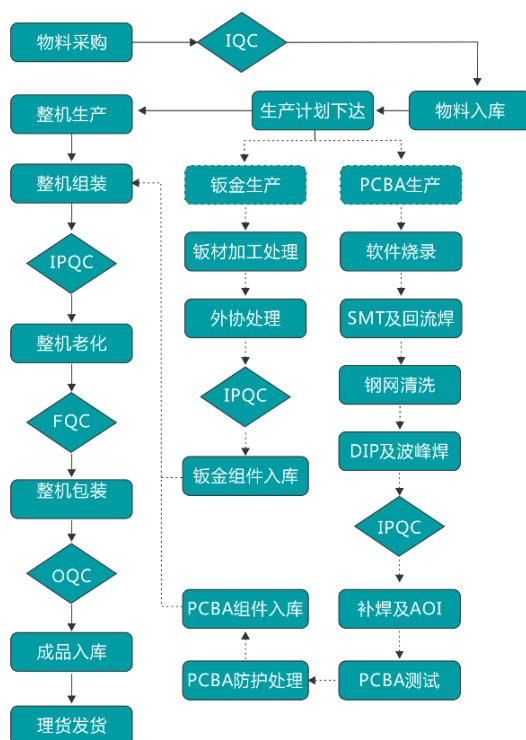 物料采购
IQC
物料入库
生产计划下达
整机生产
整机组装
IPQC
整机老化
FQC
整机包装
OQC
成品入库
理货发货
钣金生产
钣材加工处理
外协处理
IPQC
钣金组件入库
PCBA生产
软件烧录
SMT及回流焊
钢网清洗
DIP及波峰焊
IPQC
补焊及AOI
PCBA测试
PCBA防护处理
PCBA组件入库